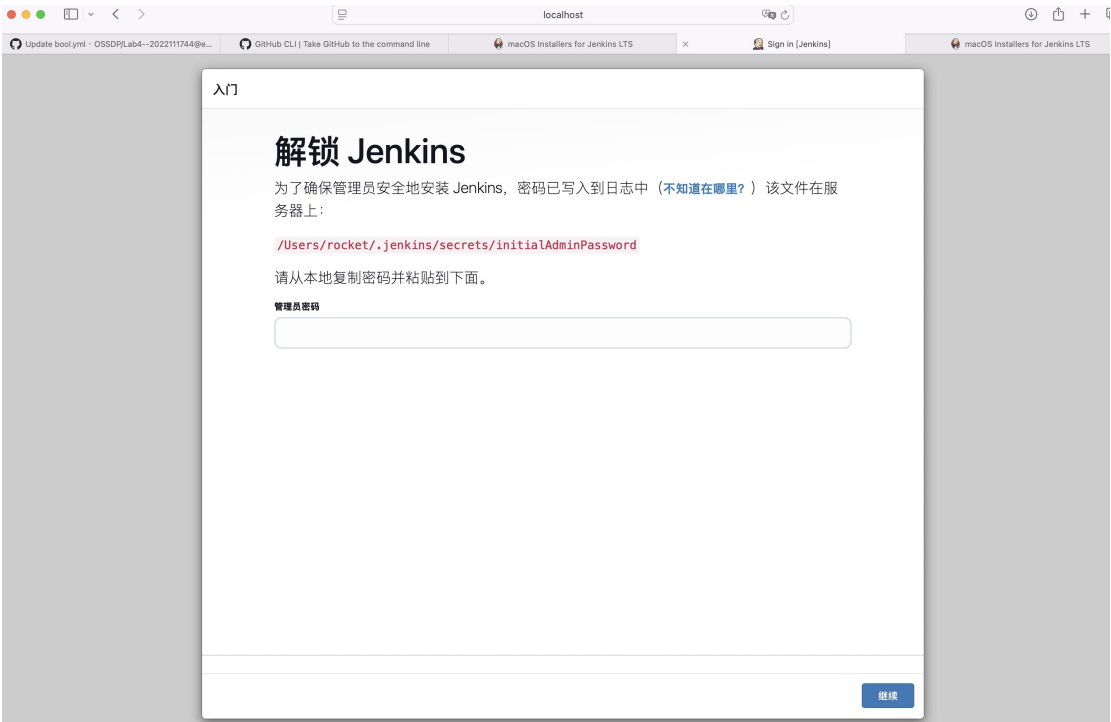 localhost
Update bool.yml · OSSDP/Lab4--2022111744@e...
GitHub CLI | Take GitHub to the command line
macOS Installers for Jenkins LTS
Sign in [Jenkins]
macOS Installers for Jenkins LTS
入门
解锁 Jenkins
为了确保管理员安全地安装 Jenkins，密码已写入到日志中（不知道在哪里？）该文件在服
务器上：
/Users/rocket/.jenkins/secrets/initialAdminPassword
请从本地复制密码并粘贴到下面。
管理员密码
继续